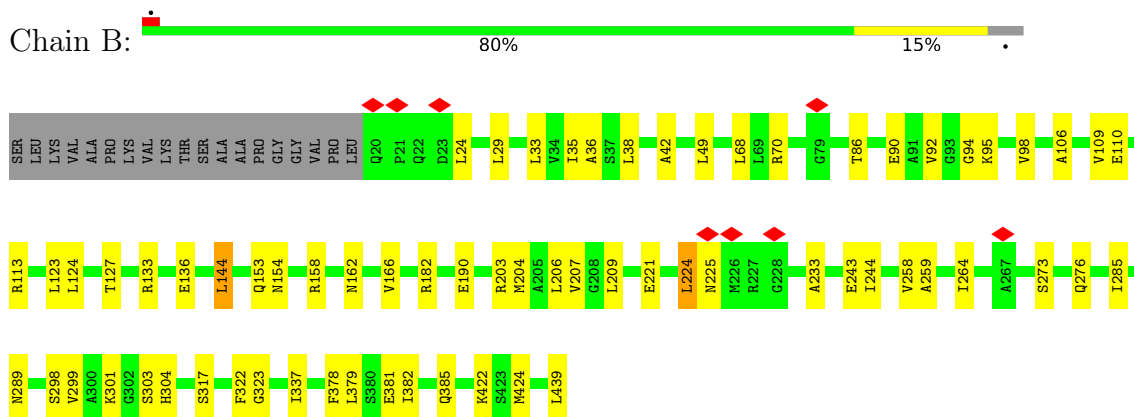 Chain B:
80% 15%
SER LEU LYS VAL ALA PRO LYS VAL LYS THR SER ALA ALA PRO GLY GLY VAL PRO LEU Q20 P21 Q22 D23 L24 L29 L33 V34 I35 A36 S37 L38 A42 L49 L68 L69 R70 G79 T86 E90 A91 V92 G93 G94 K95 V98 A106 V109 E110
R113 L123 L124 T127 R133 E136 L144 Q153 N154 R158 N162 V166 R182 E190 R203 M204 A205 L206 V207 G208 L209 E221 L224 N225 M226 R227 G228 A233 E243 I244 V258 A259 I264 A267 S273 Q276 I285
N289 S298 V299 A300 K301 G302 S303 H304 S317 F322 G323 I337 F378 L379 S380 E381 I382 Q385 K422 S423 M424 L439